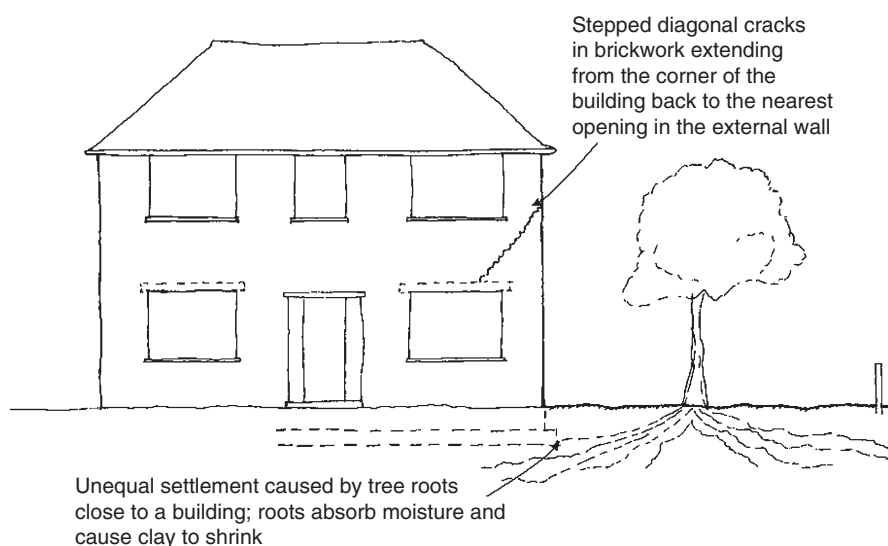 Stepped diagonal cracks
in brickwork extending
from the corner of the
building back to the nearest
opening in the external wall
Unequal settlement caused by tree roots
close to a building; roots absorb moisture and
cause clay to shrink